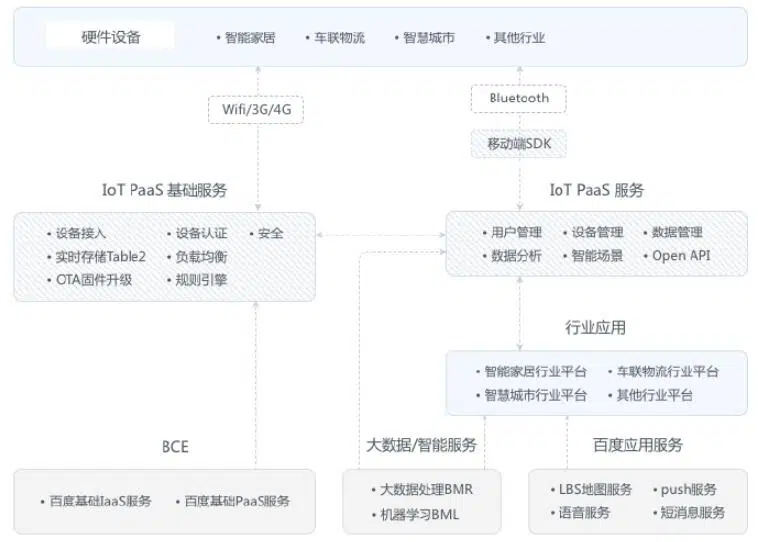 硬件设备 • 智能家居 • 车联物流 • 智慧城市 • 其他行业
Wifi/3G/4G
Bluetooth
移动端SDK
IoT PaaS 基础服务
• 设备接入 • 设备认证 • 安全
• 实时存储Table2 • 负载均衡
• OTA固件升级 • 规则引擎
IoT PaaS 服务
• 用户管理 • 设备管理 • 数据管理
• 数据分析 • 智能场景 • Open API
行业应用
• 智能家居行业平台 • 车联物流行业平台
• 智慧城市行业平台 • 其他行业平台
BCE
• 百度基础IaaS服务 • 百度基础PaaS服务
大数据/智能服务
• 大数据处理BMR
• 机器学习BML
百度应用服务
• LBS地图服务 • push服务
• 语音服务 • 短消息服务